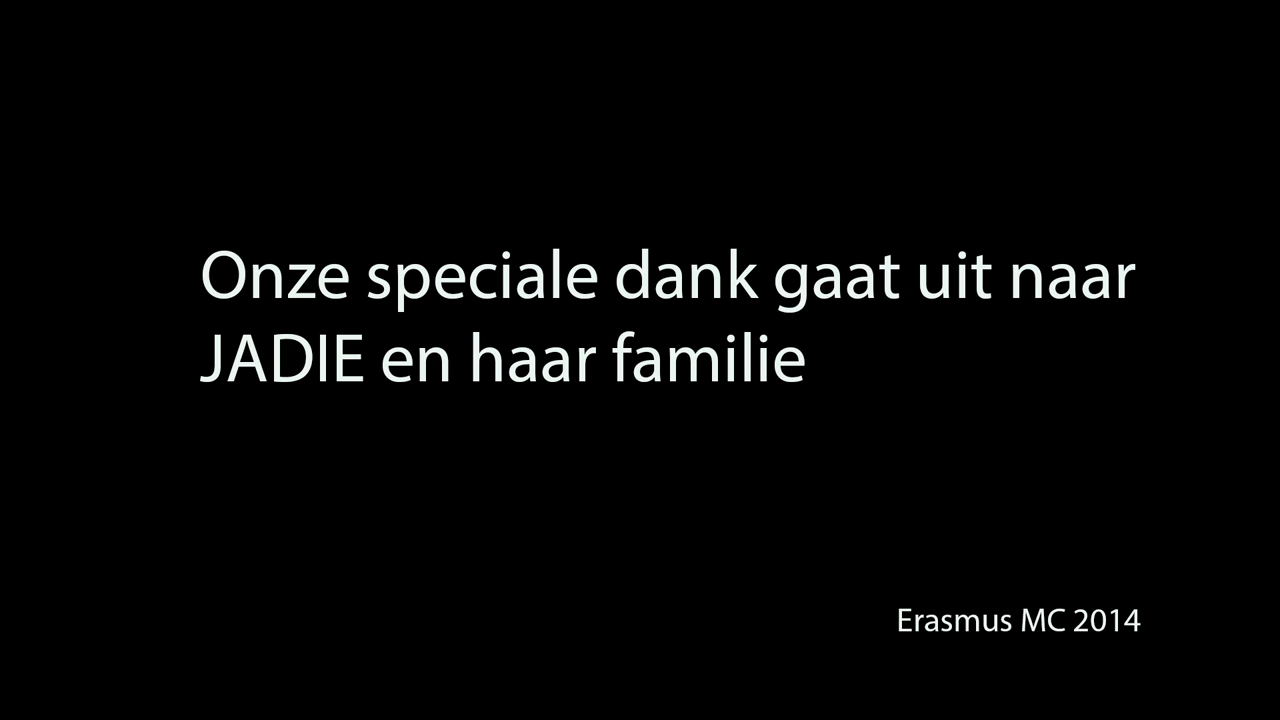 Onze speciale dank gaat uit naar
JADIE en haar familie
Erasmus MC 2014